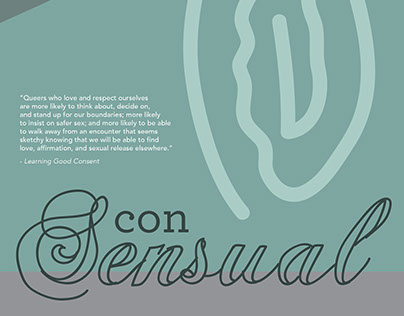 “Queers who love and respect ourselves
are more likely to think about, decide on,
and stand up for our boundaries; more likely
to insist on safer sex; and more likely to be able
to walk away from an encounter that seems
sketchy knowing that we will be able to find
love, affirmation, and sexual release elsewhere.”
- Learning Good Consent
con
Sensual